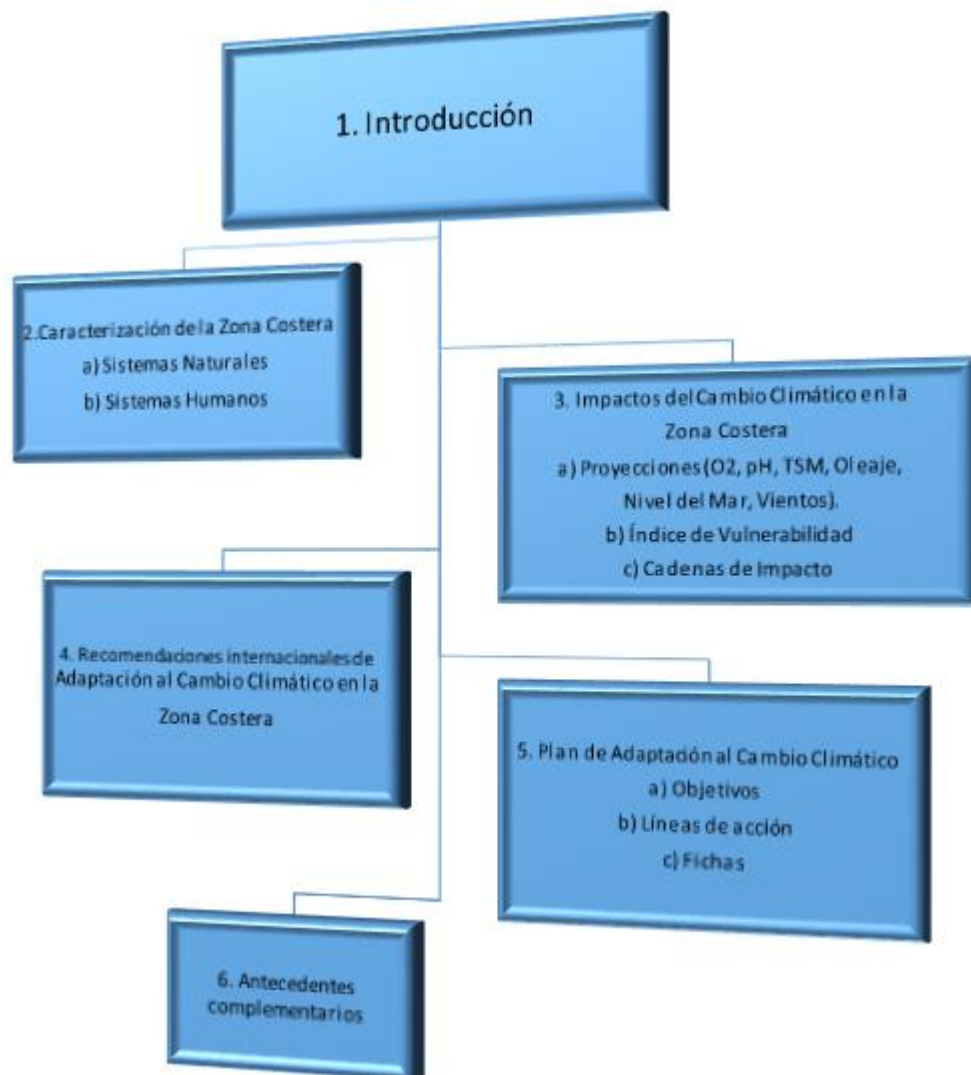 1. Introducción
2.Caracterización de la Zona Costera
a) Sistemas Naturales
b) Sistemas Humanos
3. Impactos del Cambio Climático en la
Zona Costera
a) Proyecciones (O2, pH, TSM, Oleaje,
Nivel del Mar, Vientos).
b) Índice de Vulnerabilidad
c) Cadenas de Impacto
4. Recomendaciones internacionales de
Adaptación al Cambio Climático en la
Zona Costera
5. Plan de Adaptación al Cambio Climático
a) Objetivos
b) Líneas de acción
c) Fichas
6. Antecedentes
complementarios